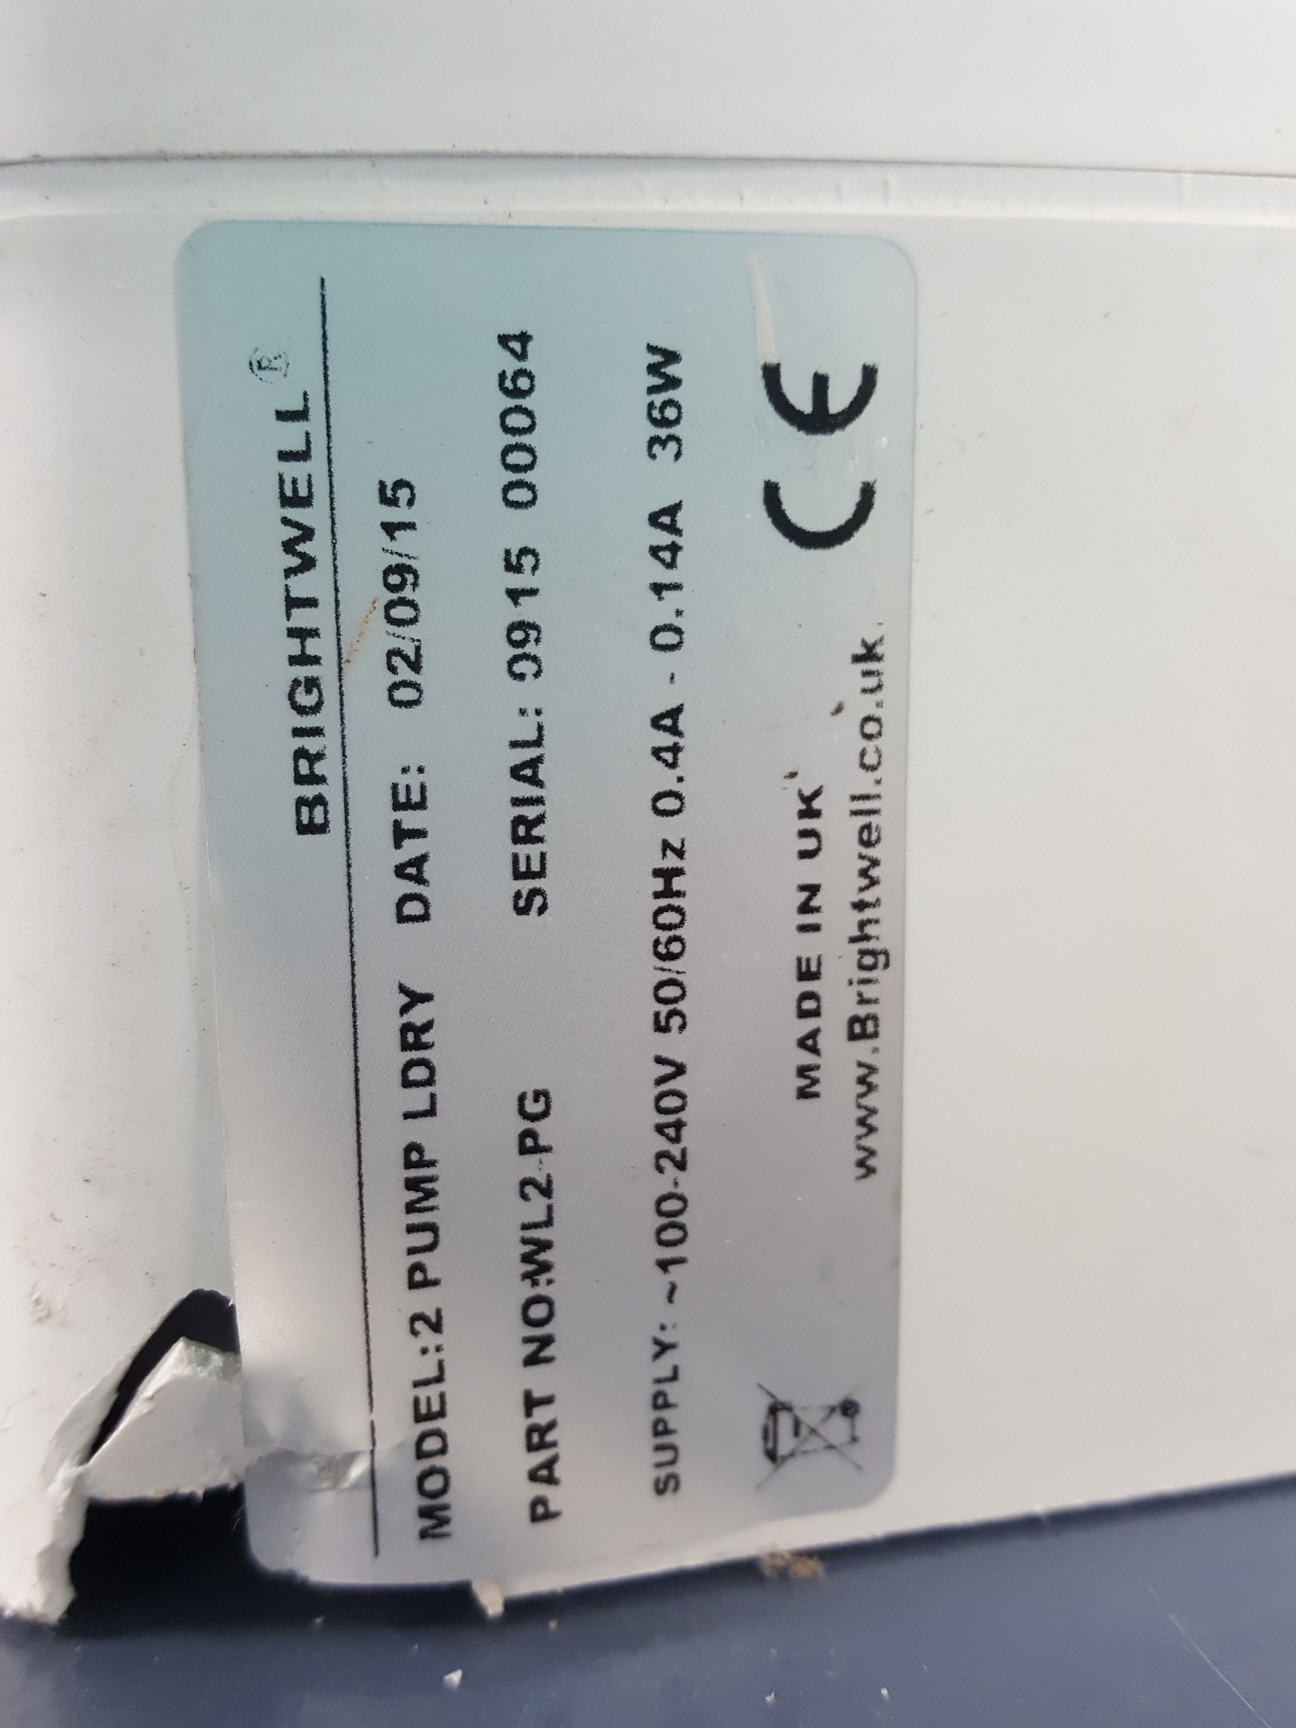 BRIGHTWELL®
MODEL:2 PUMP LDRY DATE: 02/09/15
PART NO:WL2-PG SERIAL: 0915 00064
SUPPLY: ~100-240V 50/60Hz 0.4A - 0.14A 36W
MADE IN UK
www.Brightwell.co.uk
CE